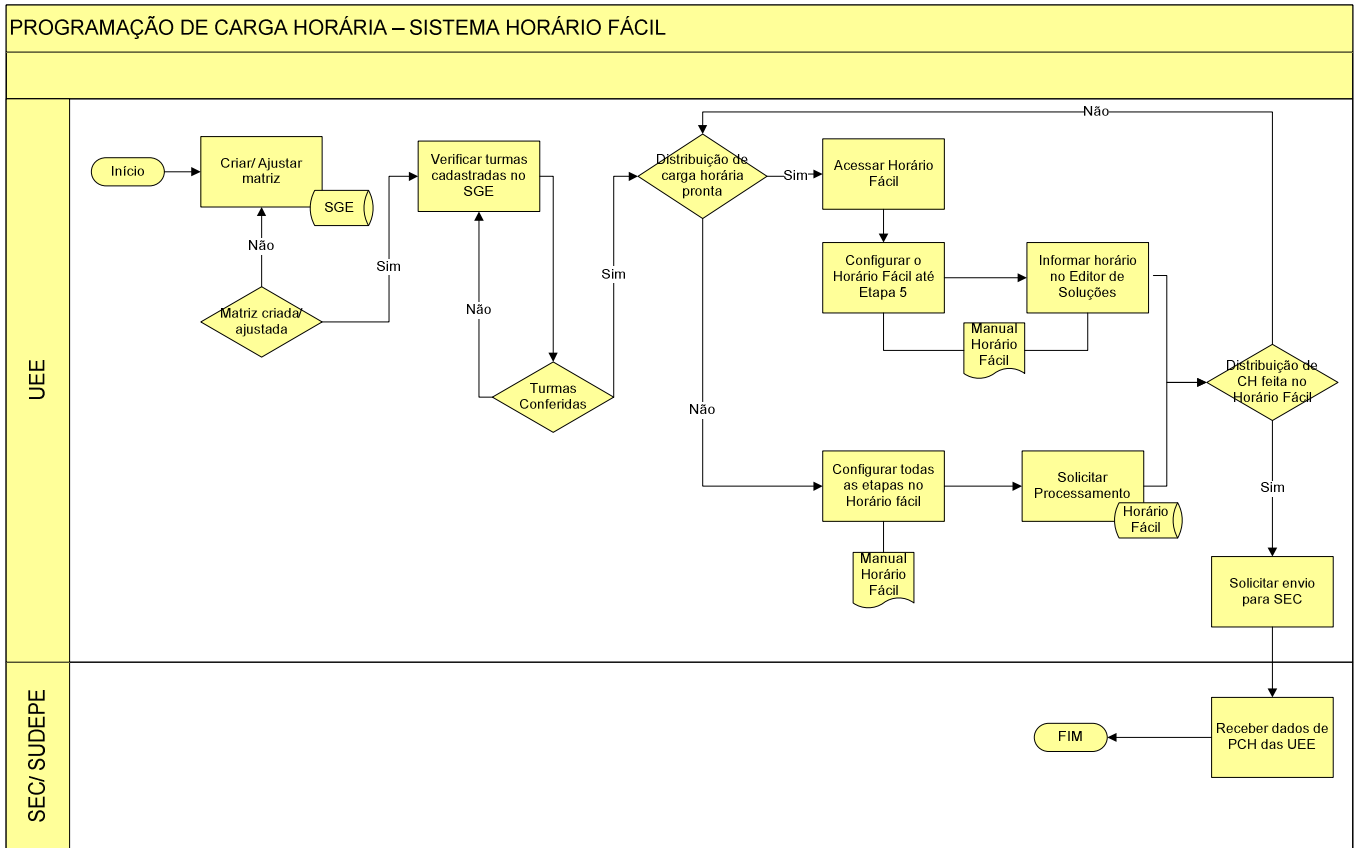 PROGRAMAÇÃO DE CARGA HORÁRIA – SISTEMA HORÁRIO FÁCIL
UEE
Início
Criar/ Ajustar
matriz
SGE
Não
Matriz criada/
ajustada
Sim
Verificar turmas
cadastradas no
SGE
Não
Turmas
Conferidas
Sim
Distribuição de
carga horária
pronta
Sim
Não
Não
Acessar Horário
Fácil
Configurar o
Horário Fácil até
Etapa 5
Informar horário
no Editor de
Soluções
Manual
Horário
Fácil
Configurar todas
as etapas no
Horário fácil
Manual
Horário
Fácil
Solicitar
Processamento
Horário
Fácil
Distribuição de
CH feita no
Horário Fácil
Sim
Solicitar envio
para SEC
SEC/ SUDEPE
Receber dados de
PCH das UEE
FIM